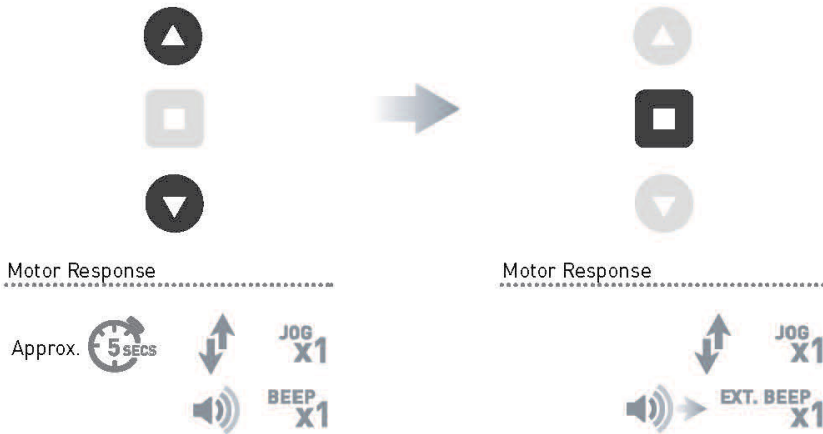 Motor Response
Approx. 5 SECS
JOG X1
BEEP X1
Motor Response
JOG X1
EXT. BEEP X1